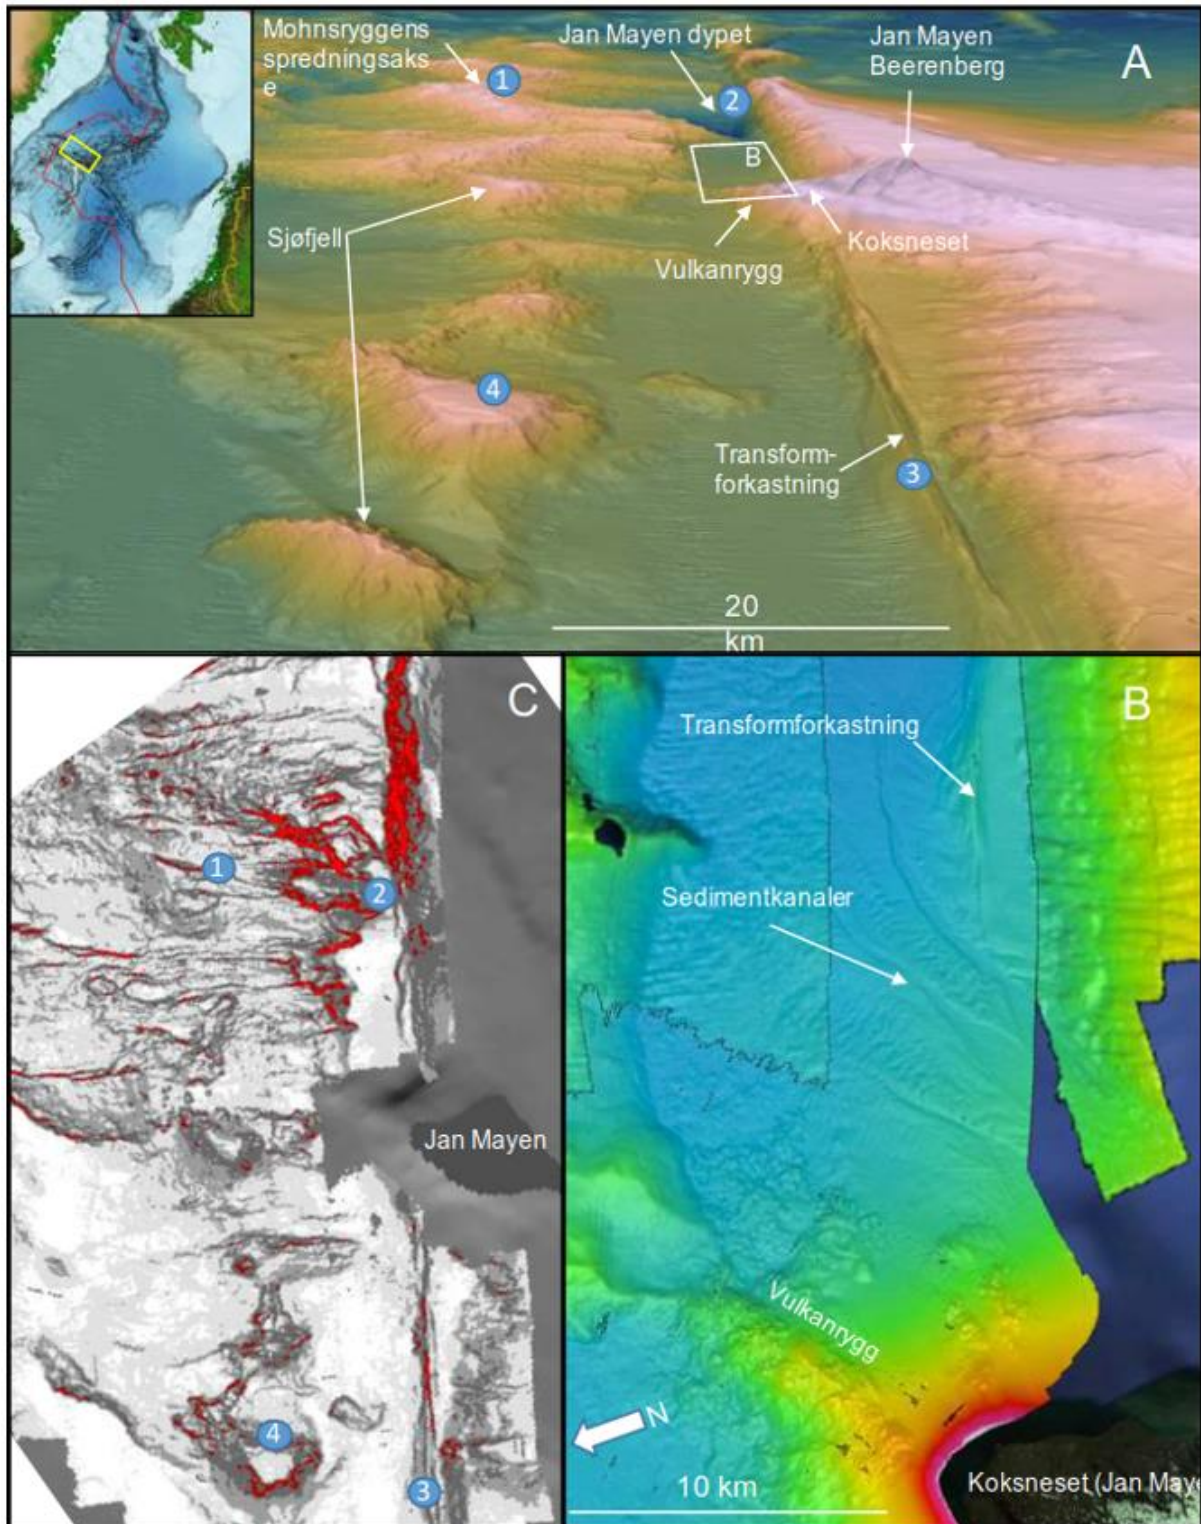 Mohnsryggens
spredningsaks
e
1
Jan Mayen dypet
2
Jan Mayen
Beerenberg
A
B
Sjøfjell
Vulkanrygg
Koksneset
4
Transform-
forkastning
3
20
km
C
1
2
Jan Mayen
4
3
B
Transformforkastning
Sedimentkanaler
Vulkanrygg
N
10 km
Koksneset (Jan Maye